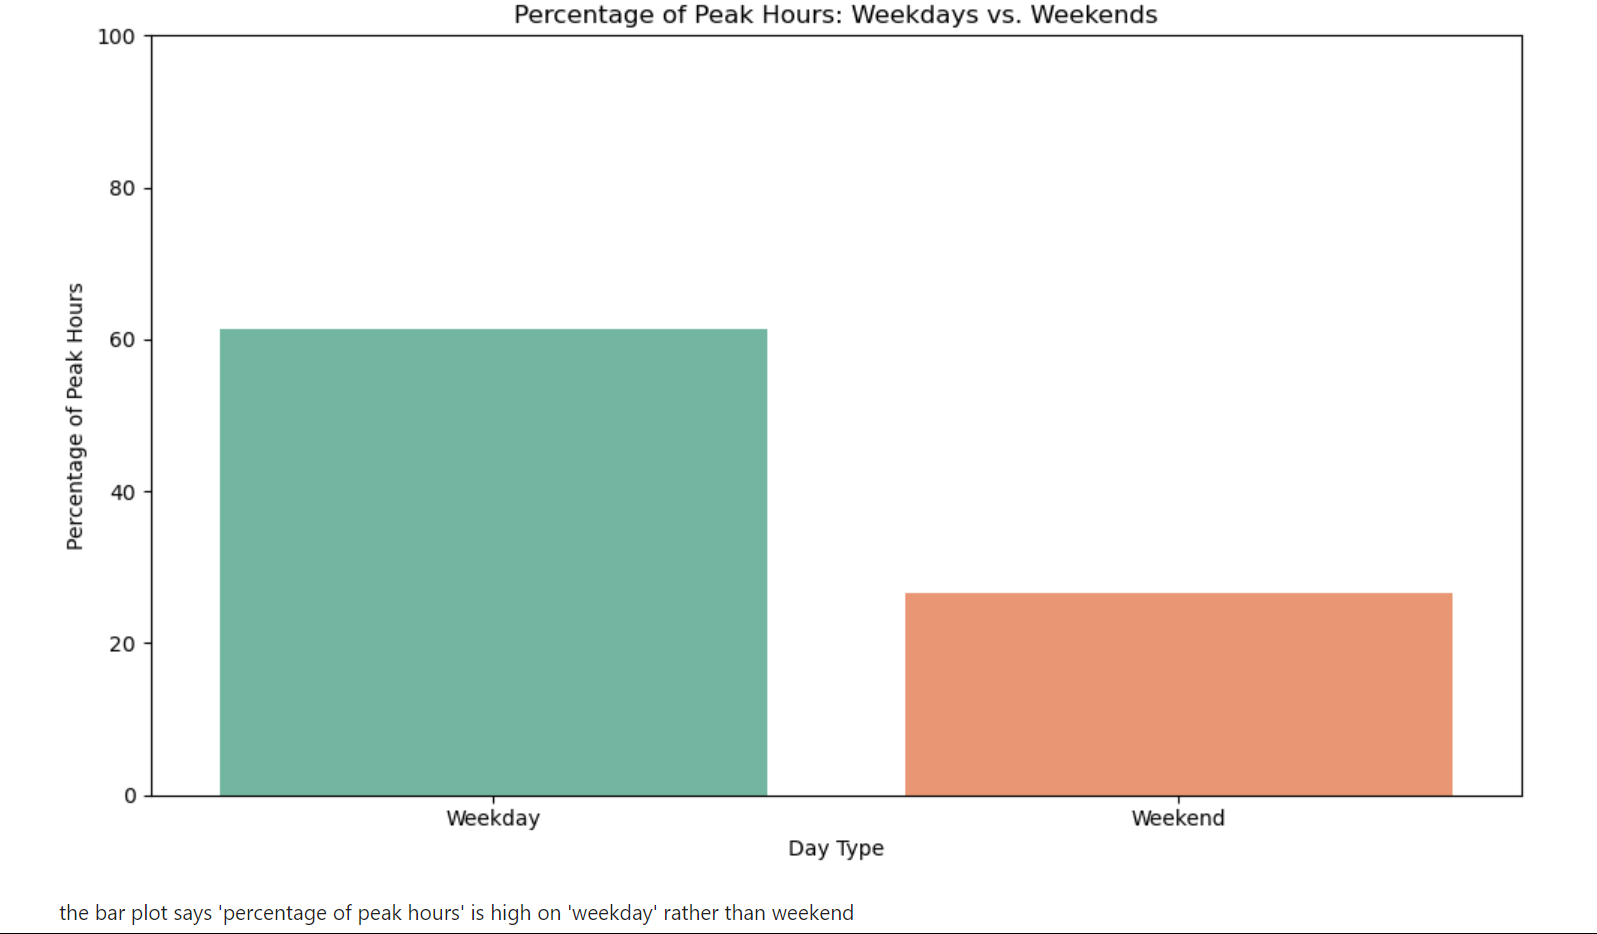 Percentage of Peak Hours: Weekdays vs. Weekends
100
80
60
40
20
0
Percentage of Peak Hours
Weekday
Weekend
Day Type
the bar plot says 'percentage of peak hours' is high on 'weekday' rather than weekend